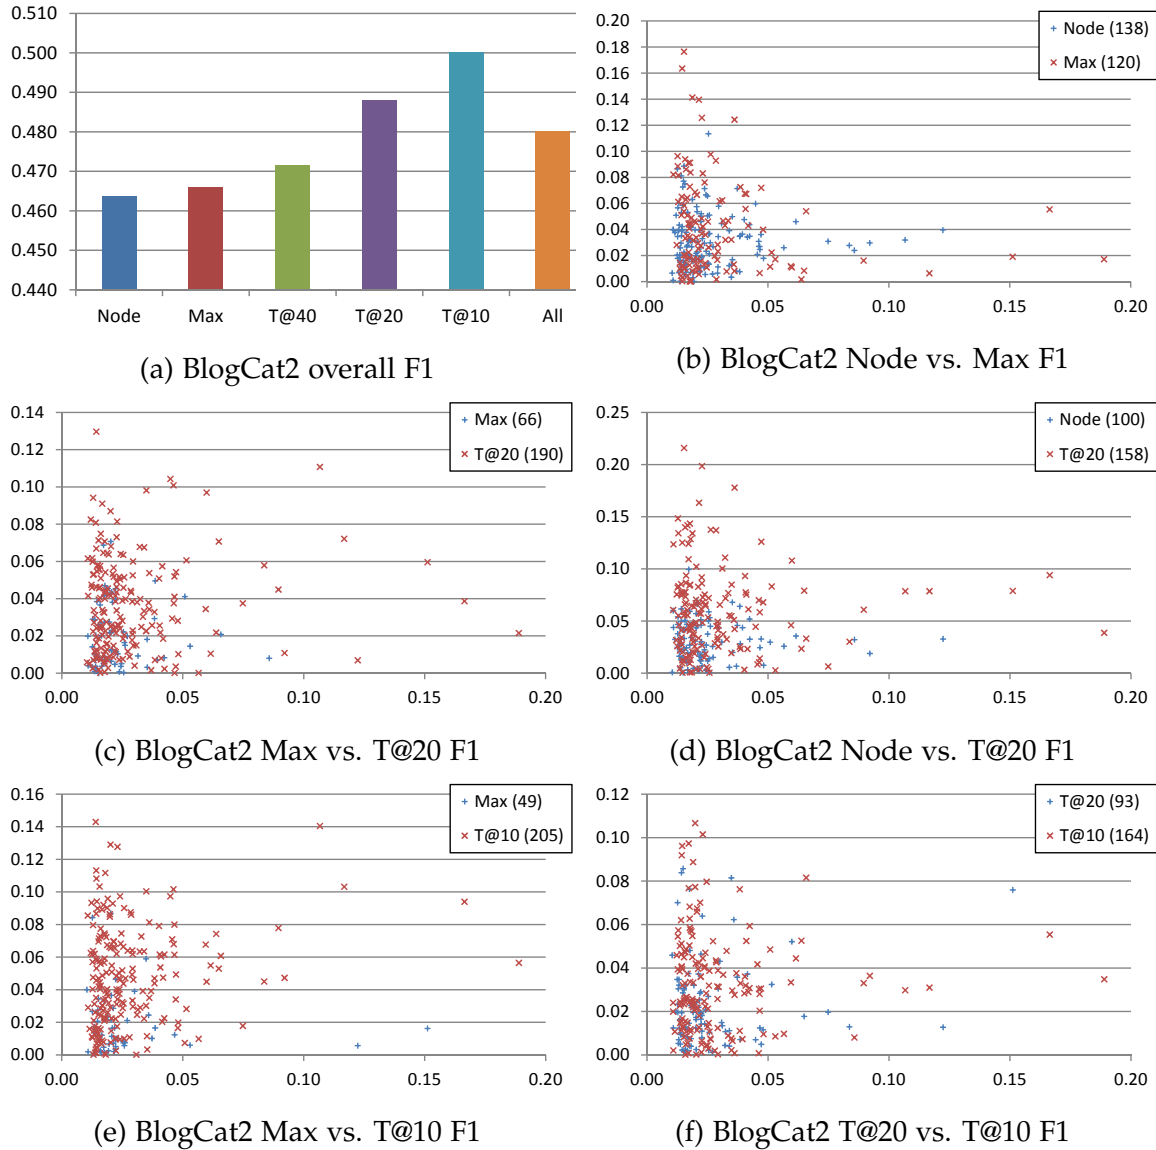 0.510
0.500
0.490
0.480
0.470
0.460
0.450
0.440
Node Max T@40 T@20 T@10 All
(a) BlogCat2 overall F1
0.20
0.18
0.16
0.14
0.12
0.10
0.08
0.06
0.04
0.02
0.00
0.00 0.05 0.10 0.15 0.20
Node (138)
Max (120)
(b) BlogCat2 Node vs. Max F1
0.14
0.12
0.10
0.08
0.06
0.04
0.02
0.00
0.00 0.05 0.10 0.15 0.20
Max (66)
T@20 (190)
(c) BlogCat2 Max vs. T@20 F1
0.25
0.20
0.15
0.10
0.05
0.00
0.00 0.05 0.10 0.15 0.20
Node (100)
T@20 (158)
(d) BlogCat2 Node vs. T@20 F1
0.16
0.14
0.12
0.10
0.08
0.06
0.04
0.02
0.00
0.00 0.05 0.10 0.15 0.20
Max (49)
T@10 (205)
(e) BlogCat2 Max vs. T@10 F1
0.12
0.10
0.08
0.06
0.04
0.02
0.00
0.00 0.05 0.10 0.15 0.20
T@20 (93)
T@10 (164)
(f) BlogCat2 T@20 vs. T@10 F1